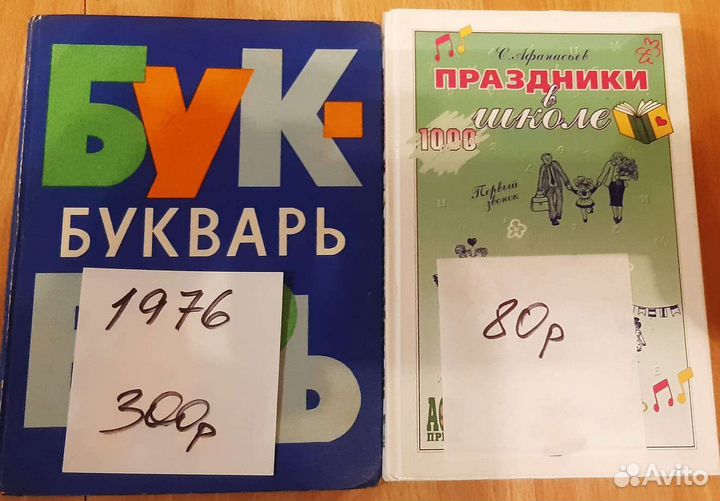 БУК-
БУКВАРЬ
Ь
1976
300р
С. Афанасьев
ПРАЗДНИКИ
в
школе
1000
Первый
звонок
80р
Avito